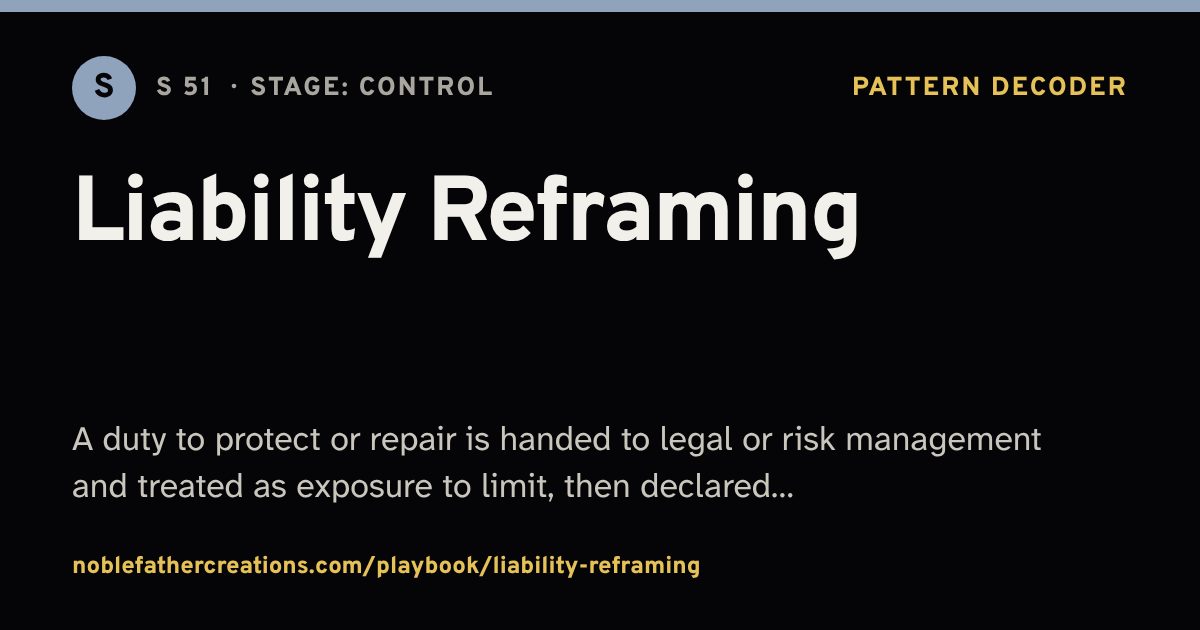 S
S 51 · STAGE: CONTROL
PATTERN DECODER
Liability Reframing
A duty to protect or repair is handed to legal or risk management
and treated as exposure to limit, then declared...
noblefathercreations.com/playbook/liability-reframing